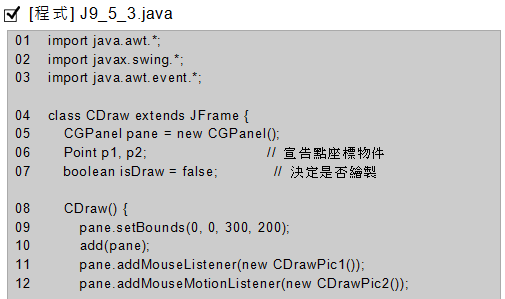 [程式] J9_5_3.java
01 import java.awt.*;
02 import javax.swing.*;
03 import java.awt.event.*;
04 class CDraw extends JFrame {
05 CGPanel pane = new CGPanel();
06 Point p1, p2; // 宣告點座標物件
07 boolean isDraw = false; // 決定是否繪製
08 CDraw() {
09 pane.setBounds(0, 0, 300, 200);
10 add(pane);
11 pane.addMouseListener(new CDrawPic1());
12 pane.addMouseMotionListener(new CDrawPic2());